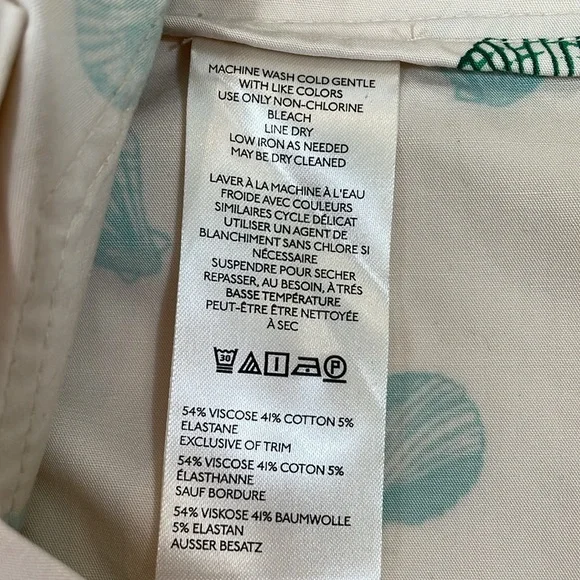 MACHINE WASH COLD GENTLE
WITH LIKE COLORS
USE ONLY NON-CHLORINE
BLEACH
LINE DRY
LOW IRON AS NEEDED
MAY BE DRY CLEANED
LAVER À LA MACHINE À L'EAU
FROIDE AVEC COULEURS
SIMILAIRES CYCLE DÉLICAT
UTILISER UN AGENT DE
BLANCHIMENT SANS CHLORE SI
NÉCESSAIRE
SUSPENDRE POUR SECHER
REPASSER, AU BESOIN, À TRÉS
BASSE TEMPÉRATURE
PEUT-ÊTRE ÊTRE NETTOYÉE
À SEC
30 P
54% VISCOSE 41% COTTON 5%
ELASTANE
EXCLUSIVE OF TRIM
54% VISCOSE 41% COTON 5%
ÉLASTHANNE
SAUF BORDURE
54% VISKOSE 41% BAUMWOLLE
5% ELASTAN
AUSSER BESATZ